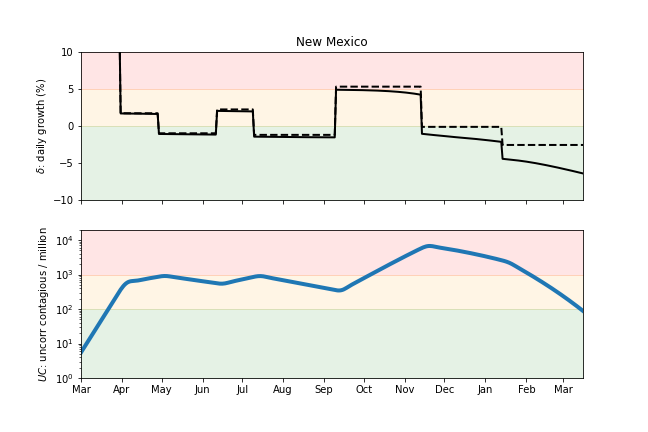 New Mexico
δ: daily growth (%)
10
5
0
−5
−10
UC: uncorr contagious / million
10⁴
10³
10²
10¹
10⁰
Mar Apr May Jun Jul Aug Sep Oct Nov Dec Jan Feb Mar